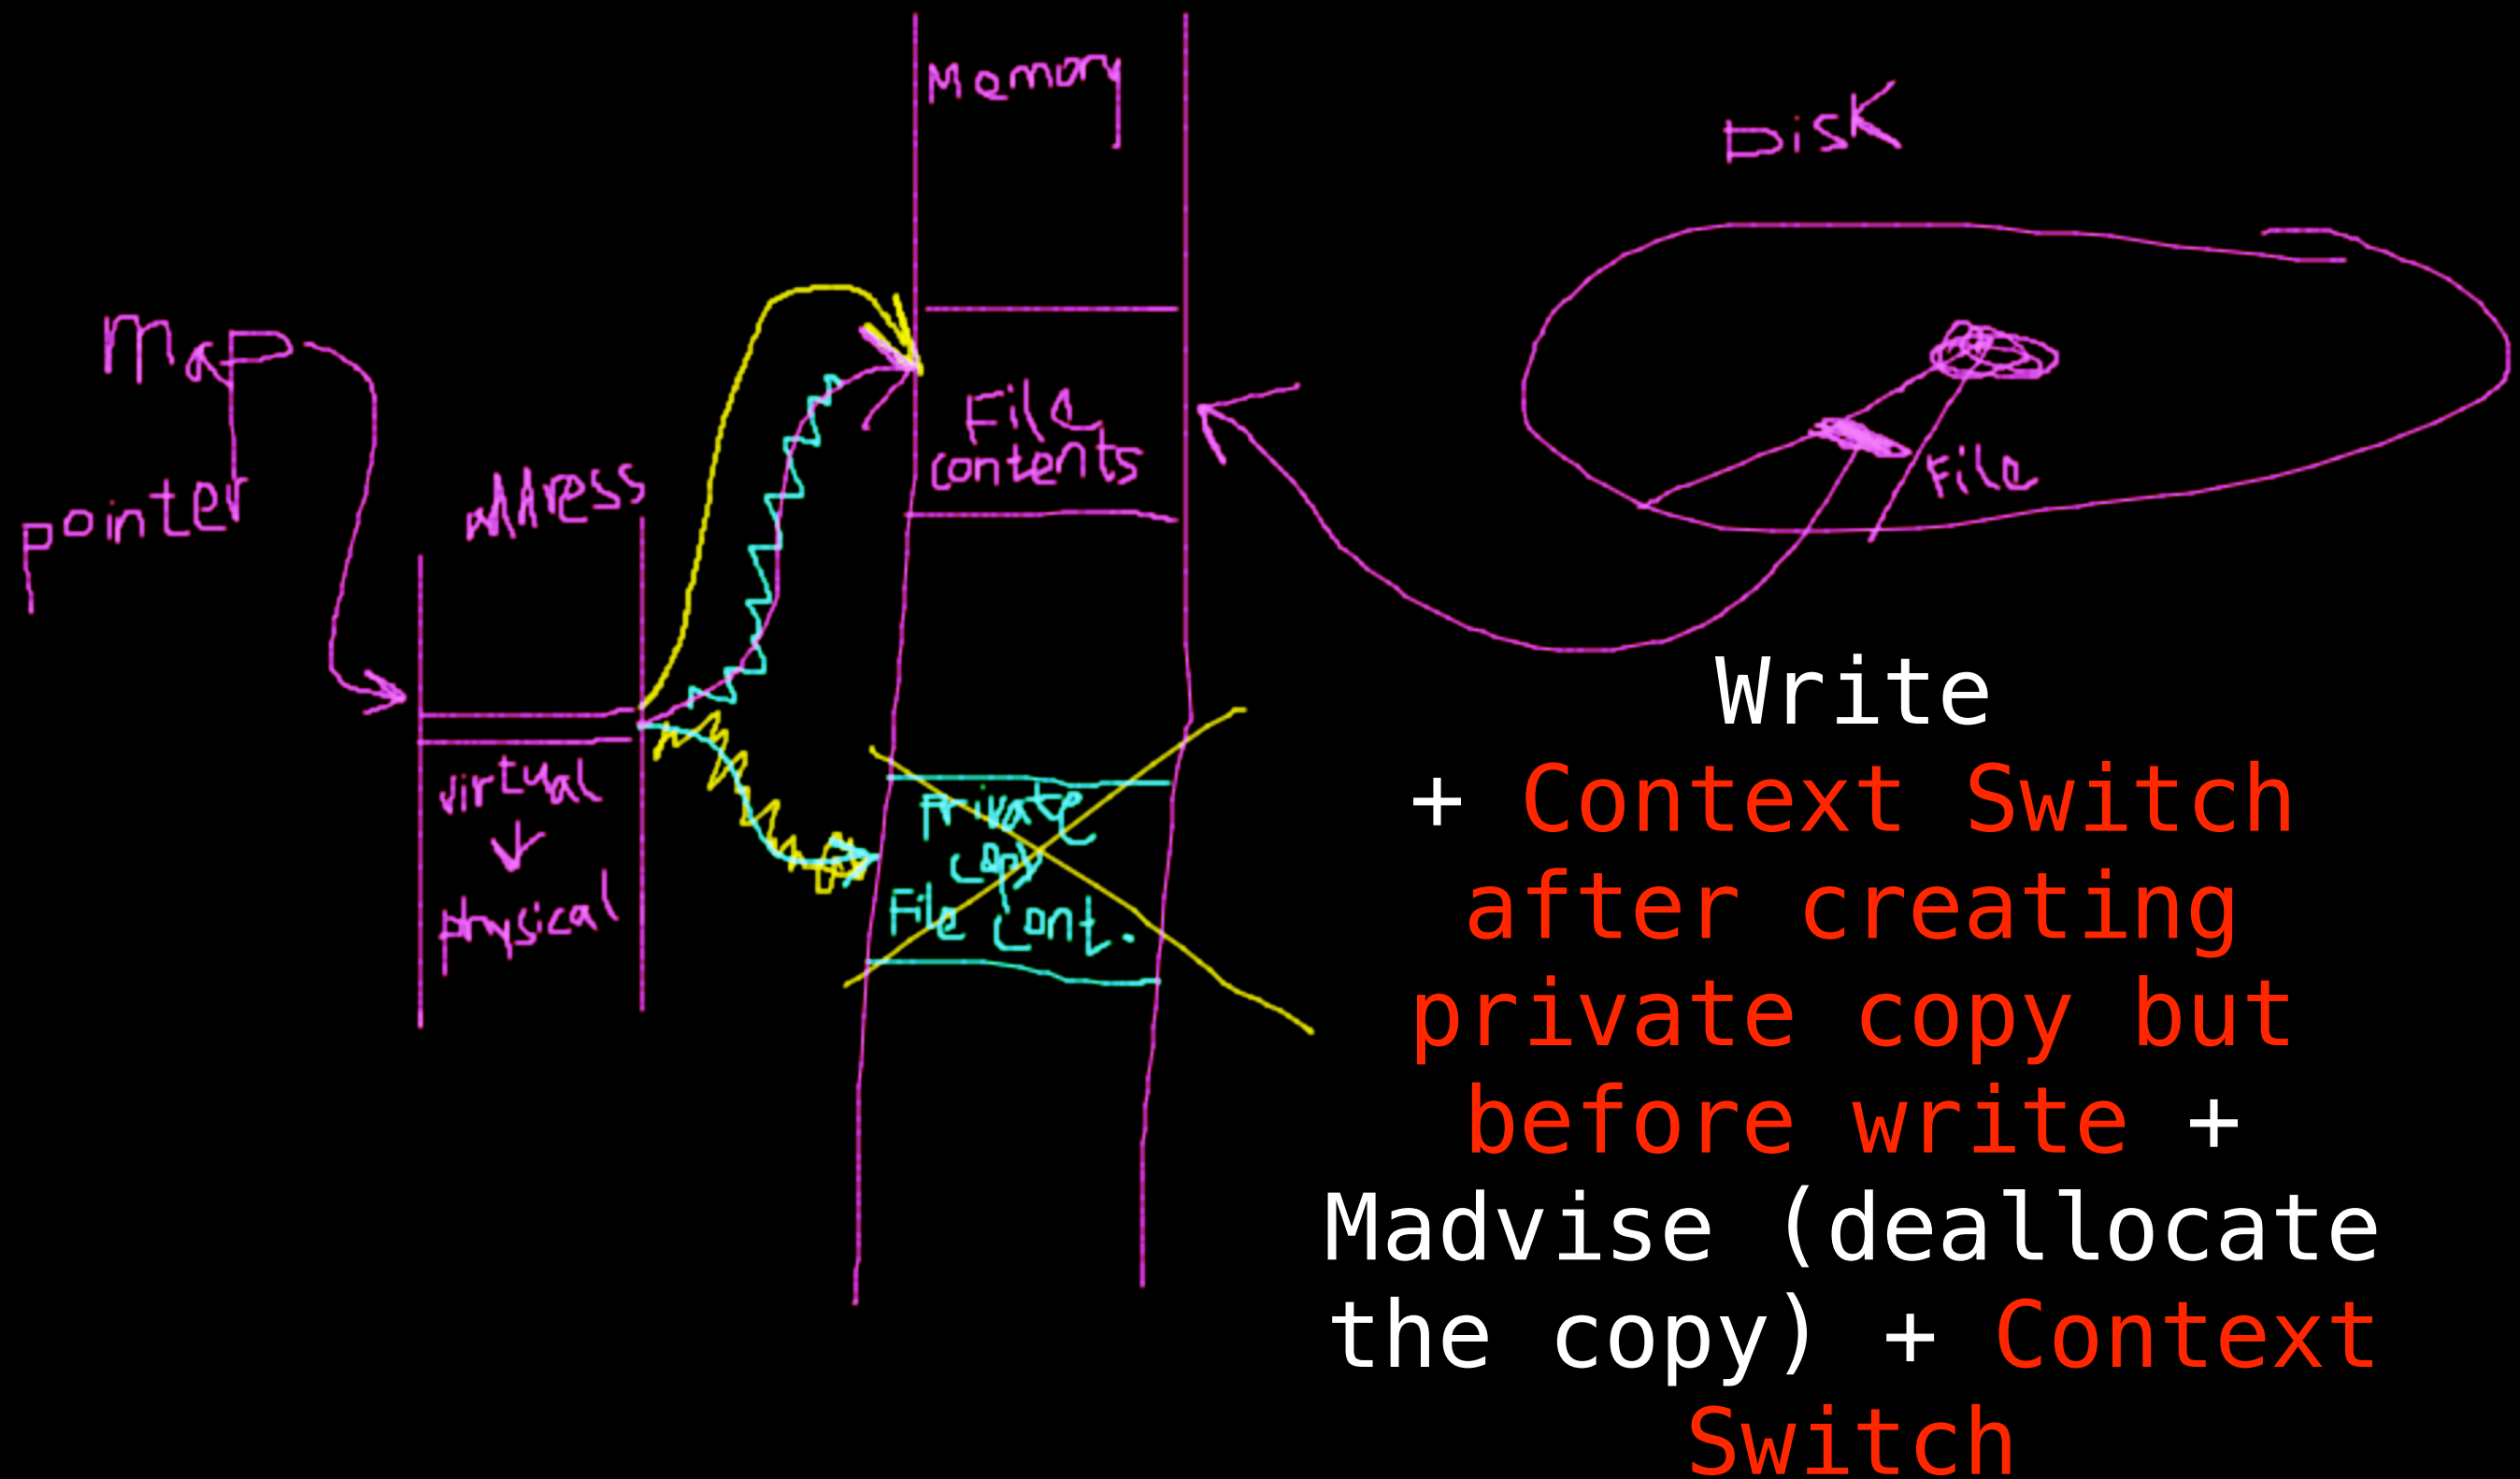 Memory
Disk
Map
pointer
address
File
contents
File
virtual
physical
Private
Copy
File Cont.
Write
+ Context Switch
after creating
private copy but
before write +
Madvise (deallocate
the copy) + Context
Switch